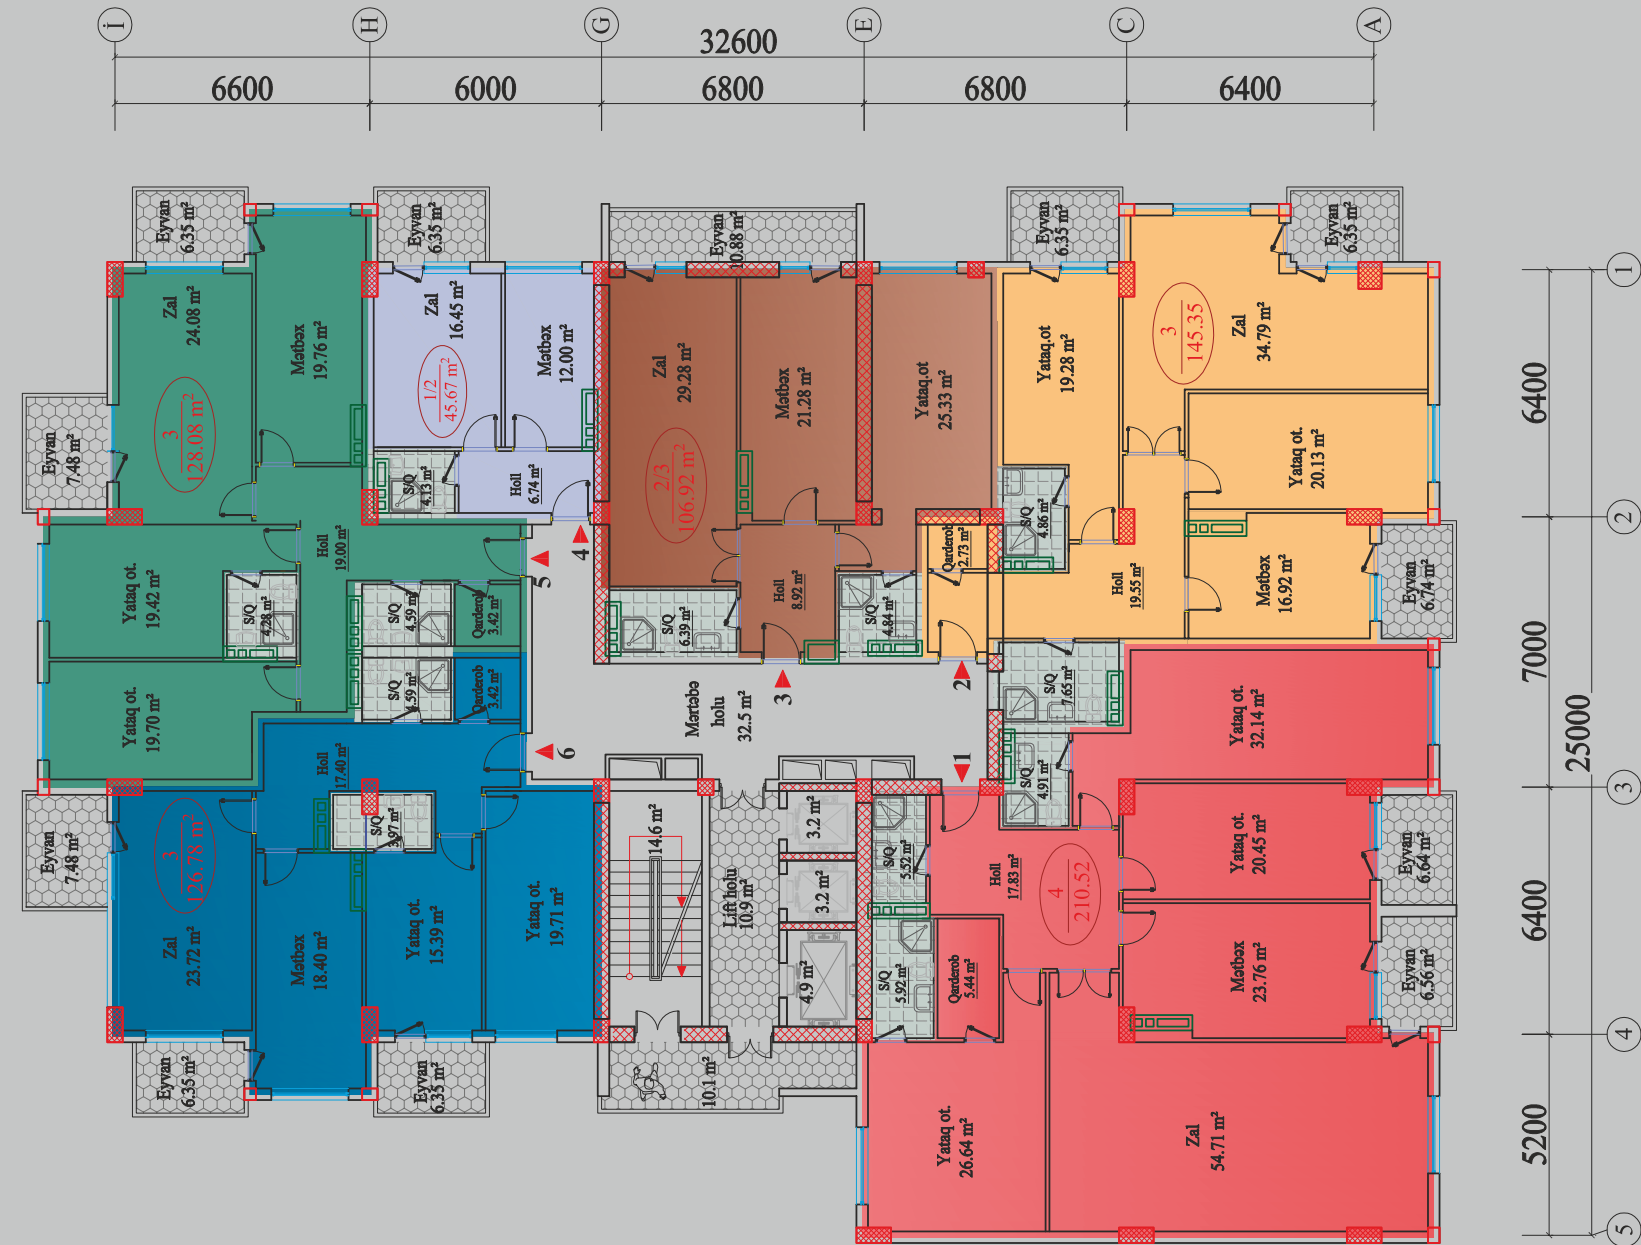 İ
H
G
E
C
A
32600
6600
6000
6800
6800
6400
Eyvan
6.35 m²
Eyvan
6.35 m²
Eyvan
10.88 m²
Eyvan
6.35 m²
Eyvan
6.35 m²
Zal
24.08 m²
Mətbəx
19.76 m²
3
128.08 m²
Eyvan
7.48 m²
Yataq ot.
19.42 m²
Yataq ot.
19.70 m²
Holl
19.00 m²
S/Q
4.28 m²
S/Q
4.59 m²
Qarderob
3.42 m²
5
Zal
16.45 m²
Mətbəx
12.00 m²
1/2
45.67 m²
S/Q
4.13 m²
Holl
6.74 m²
4
Zal
29.28 m²
Mətbəx
21.28 m²
Yataq.ot
25.33 m²
2/3
106.92 m²
Holl
8.92 m²
S/Q
6.39 m²
S/Q
4.84 m²
3
Yataq.ot
19.28 m²
Zal
34.79 m²
3
145.35
Yataq ot.
20.13 m²
Mətbəx
16.92 m²
S/Q
4.86 m²
Qarderob
2.73 m²
Holl
19.55 m²
Eyvan
6.74 m²
S/Q
7.65 m²
2
Mərtəbə
holu
32.5 m²
S/Q
4.59 m²
Qarderob
3.42 m²
6
Holl
17.40 m²
S/Q
3.97 m²
Eyvan
7.48 m²
3
126.78 m²
Zal
23.72 m²
Mətbəx
18.40 m²
Yataq ot.
15.39 m²
Yataq ot.
19.71 m²
Eyvan
6.35 m²
Eyvan
6.35 m²
14.6 m²
Lift holu
10.9 m²
3.2 m²
3.2 m²
4.9 m²
10.1 m²
1
S/Q
4.91 m²
S/Q
5.52 m²
S/Q
5.92 m²
Qarderob
5.44 m²
Holl
17.83 m²
4
210.52
Yataq ot.
32.14 m²
Yataq ot.
20.45 m²
Mətbəx
23.76 m²
Eyvan
6.64 m²
Eyvan
6.56 m²
Yataq ot.
26.64 m²
Zal
54.71 m²
1
2
3
4
5
6400
7000
6400
5200
25000